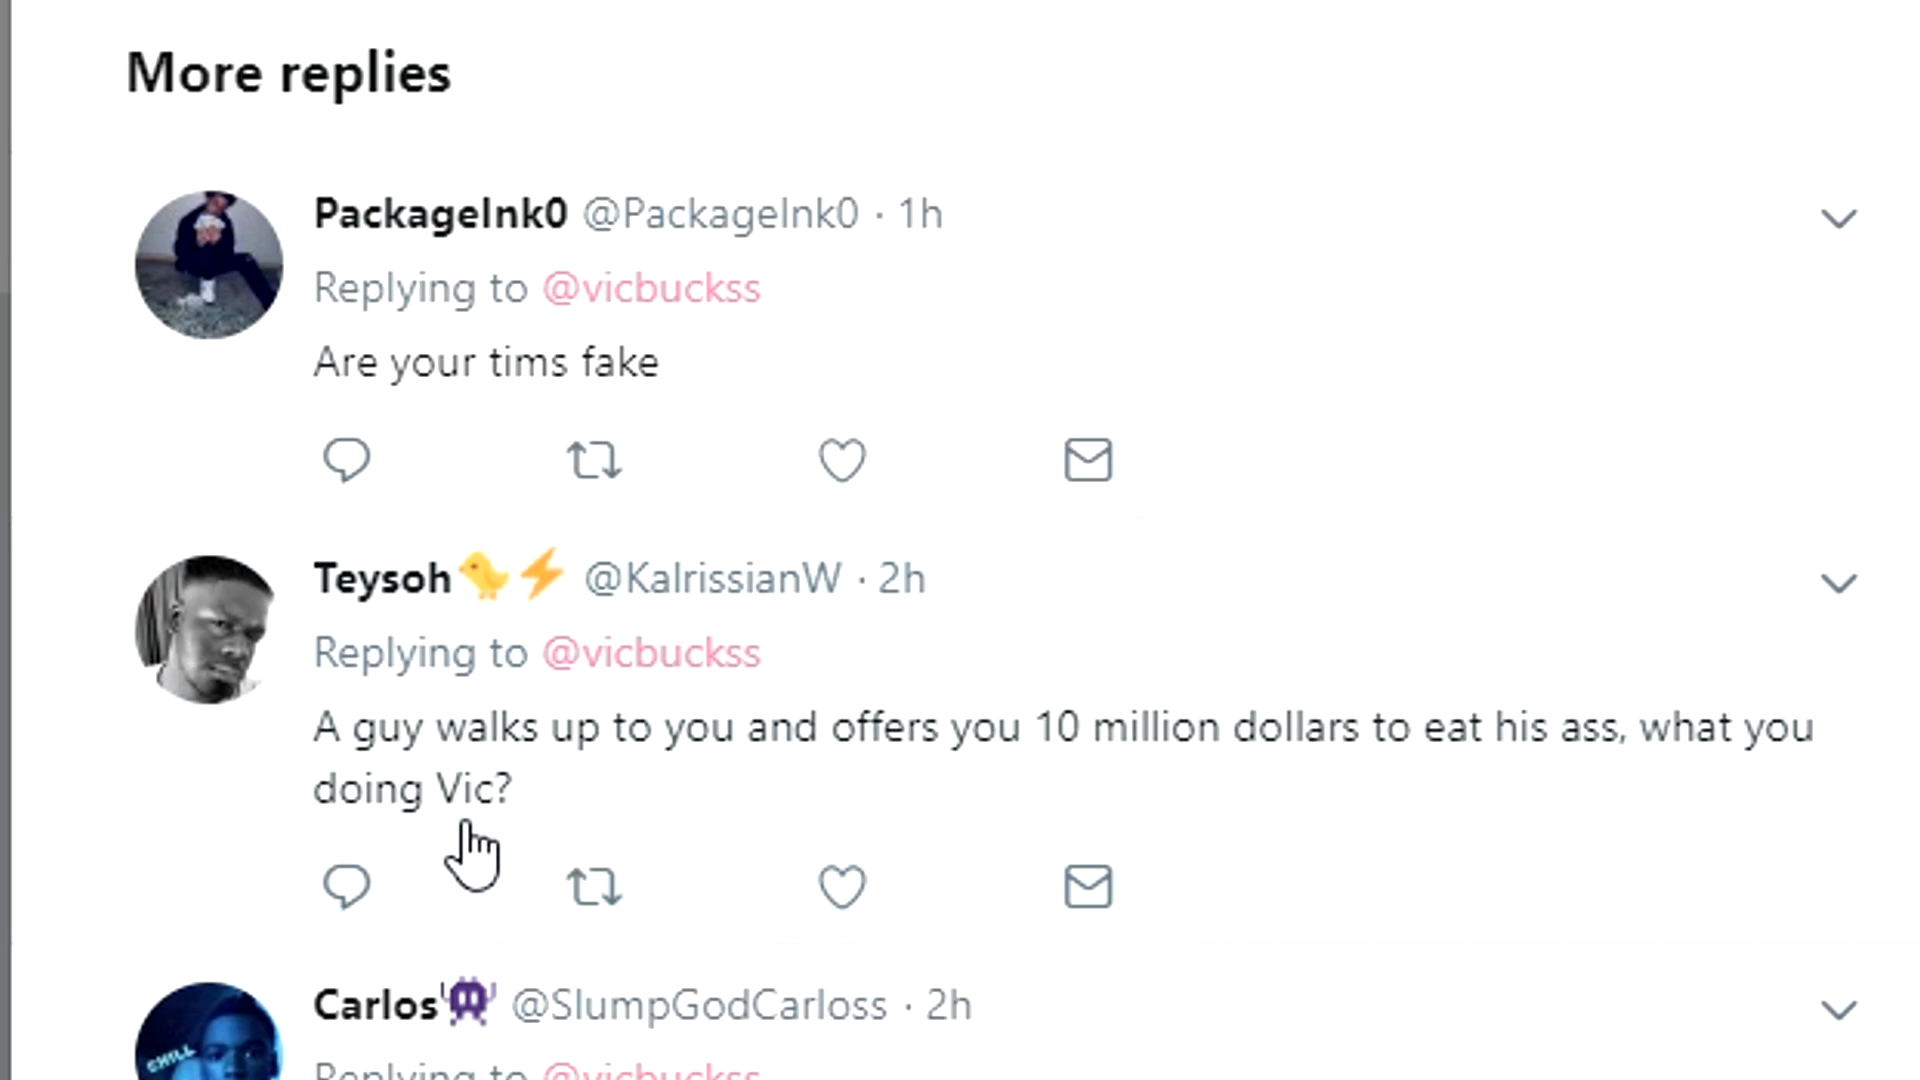 More replies
PackageInk0 @PackageInk0 · 1h
Replying to @vicbuckss
Are your tims fake
Teysoh🐤⚡ @KalrissianW · 2h
Replying to @vicbuckss
A guy walks up to you and offers you 10 million dollars to eat his ass, what you
doing Vic?
Carlos👾 @SlumpGodCarloss · 2h
CHILL
Replying to @vicbuckss